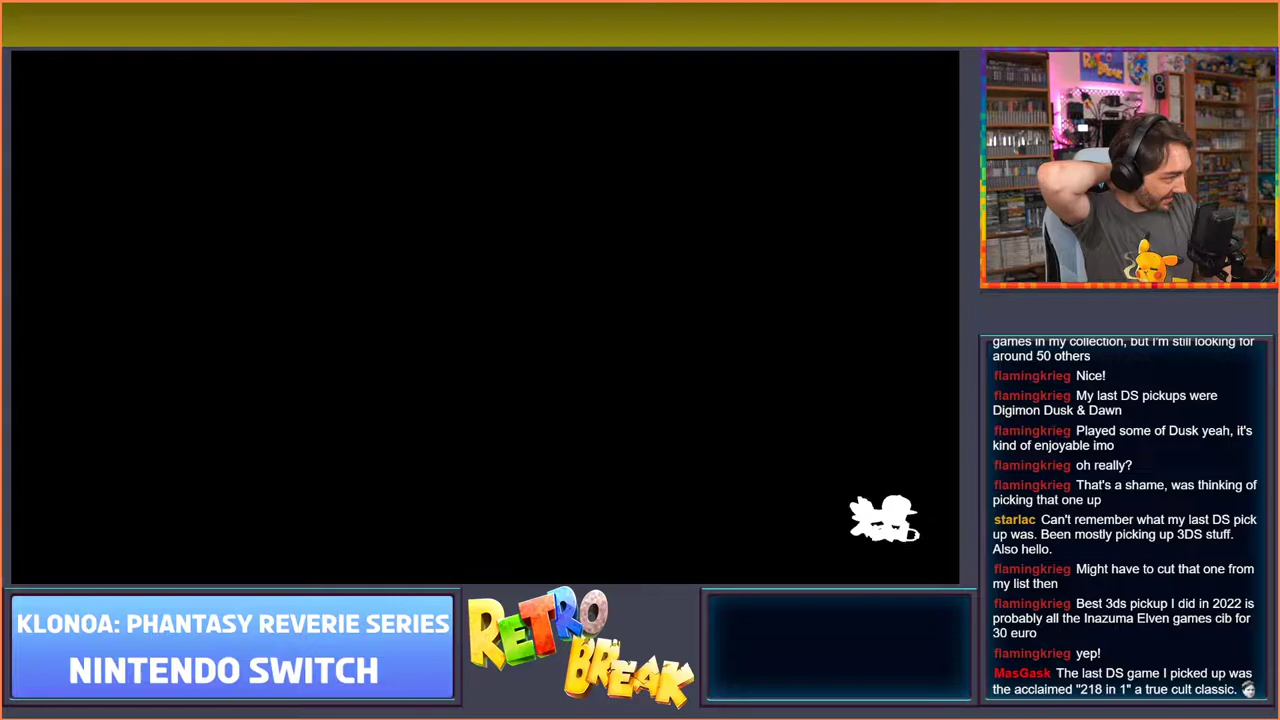 games in my collection, but I'm still looking for
around 50 others
flamingkrieg Nice!
flamingkrieg My last DS pickups were
Digimon Dusk & Dawn
flamingkrieg Played some of Dusk yeah, it's
kind of enjoyable imo
flamingkrieg oh really?
flamingkrieg That's a shame, was thinking of
picking that one up
starlac Can't remember what my last DS pick
up was. Been mostly picking up 3DS stuff.
Also hello.
flamingkrieg Might have to cut that one from
my list then
flamingkrieg Best 3ds pickup I did in 2022 is
probably all the Inazuma Elven games cib for
30 euro
flamingkrieg yep!
MasGask The last DS game I picked up was
the acclaimed "218 in 1" a true cult classic.
KLONOA: PHANTASY REVERIE SERIES
NINTENDO SWITCH
RETRO
BREAK